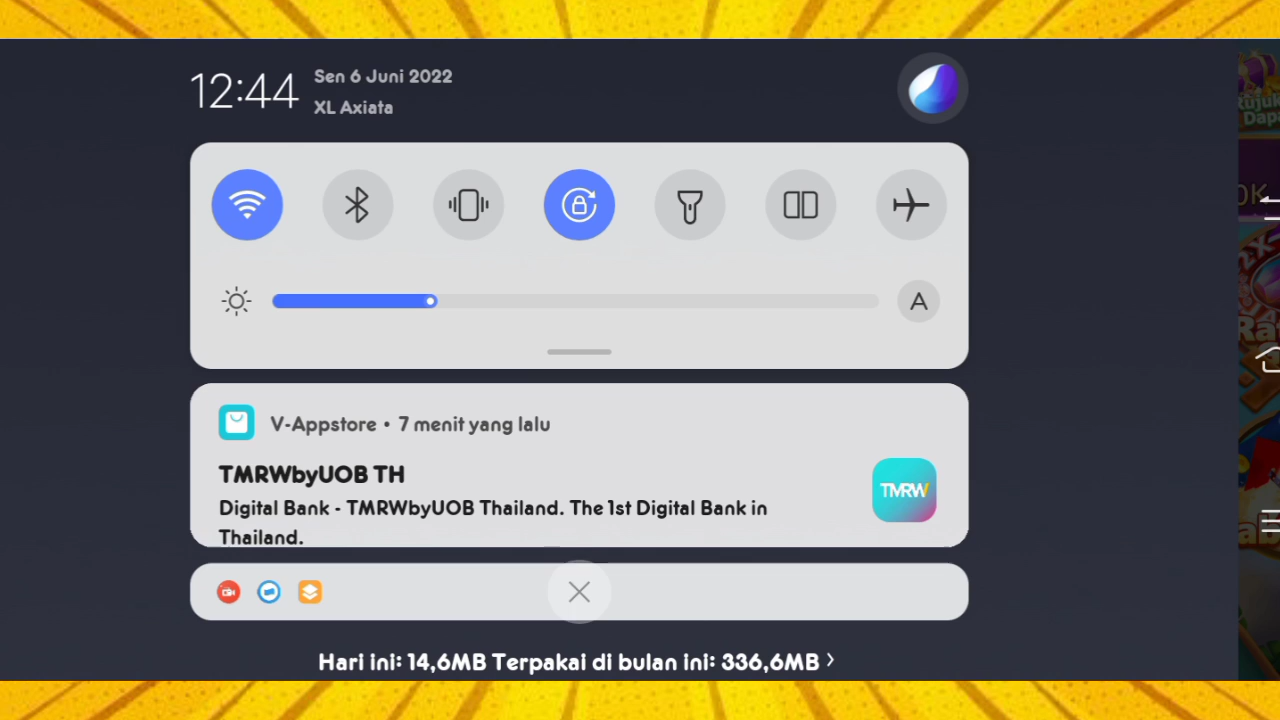 12:44
Sen 6 Juni 2022
XL Axiata
A
V-Appstore • 7 menit yang lalu
TMRWbyUOB TH
Digital Bank - TMRWbyUOB Thailand. The 1st Digital Bank in
Thailand.
TMRW
Hari ini: 14,6MB Terpakai di bulan ini: 336,6MB >